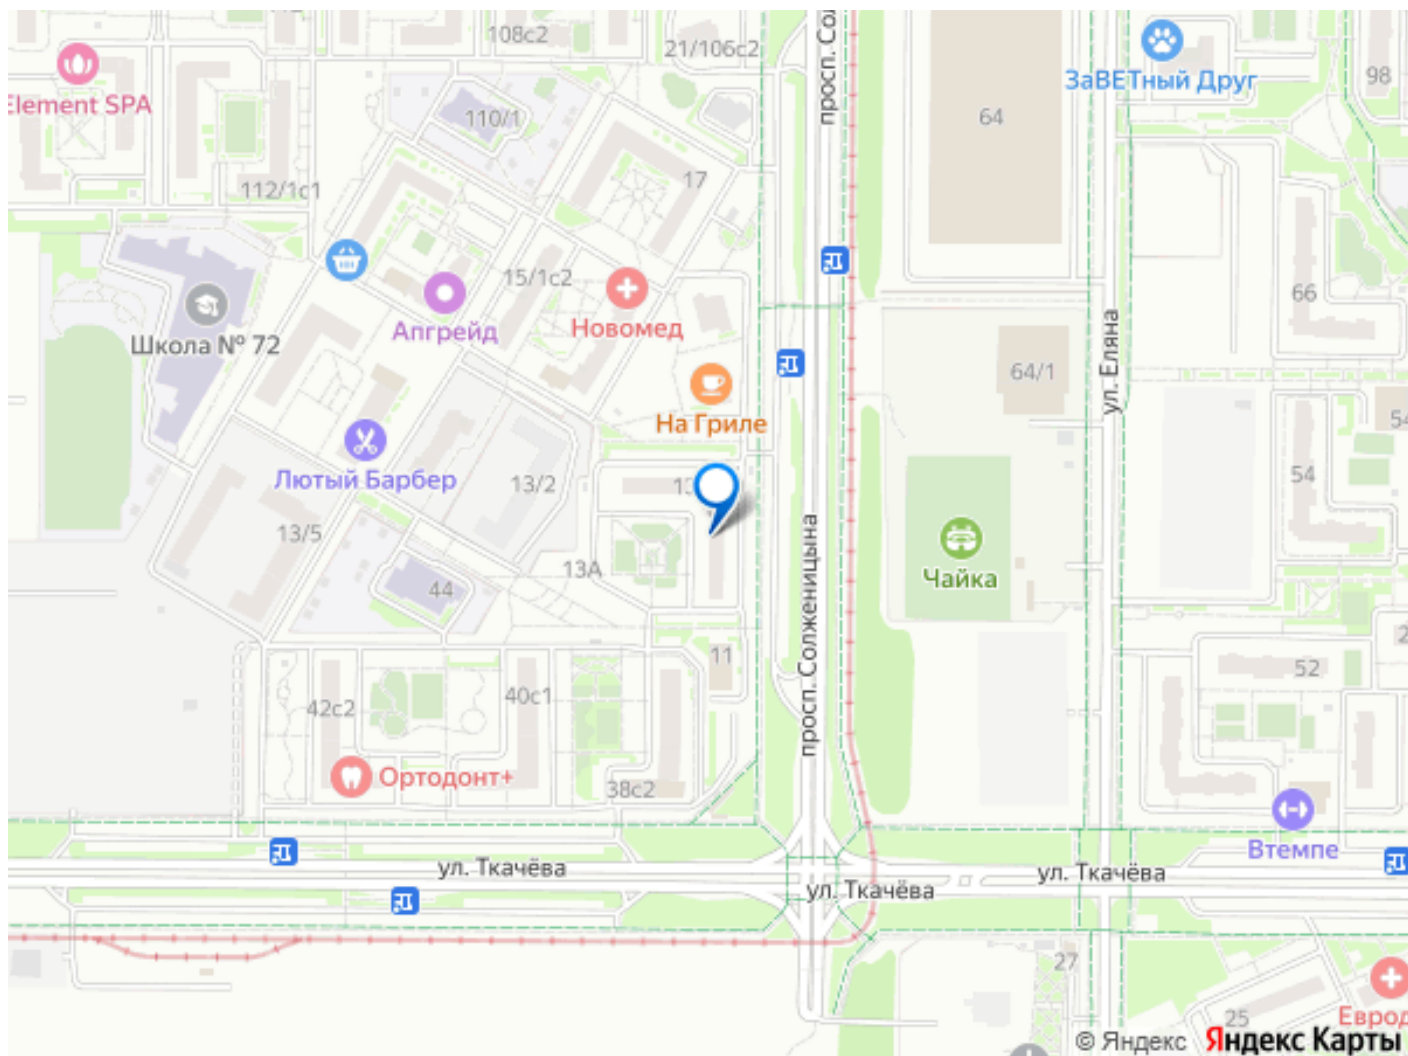 108с2
21/106с2
просп. Сол
ЗаВЕТный Друг
98
Element SPA
110/1
64
17
112/1с1
15/1с2
66
Новомед
Апгрейд
Школа № 72
64/1
ул. Еляна
На Гриле
54
Лютый Барбер
13/2
54
13/5
13А
Чайка
44
просп. Солженицына
11
52
42с2
40с1
Ортодонт+
38с2
Втемпе
ул. Ткачёва
ул. Ткачёва
ул. Ткачёва
27
25
Еврод
© Яндекс Яндекс Карты